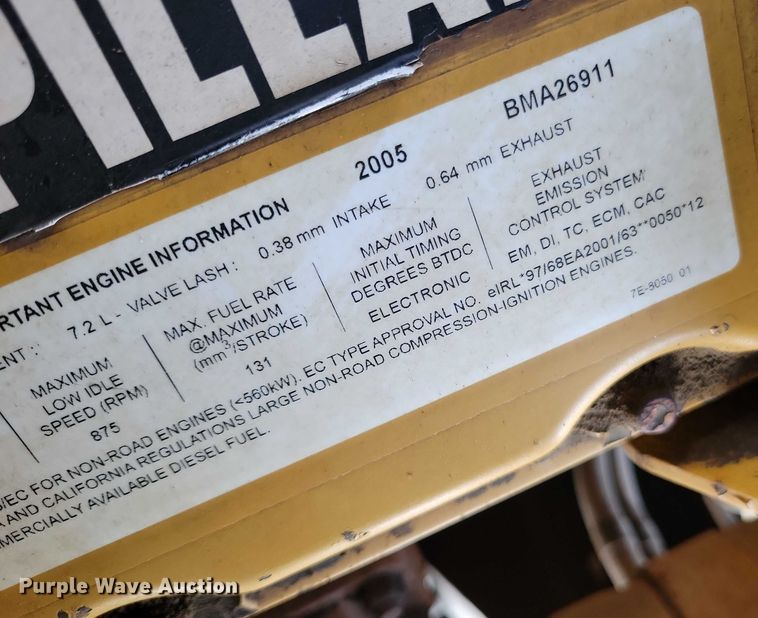 PILLA
RTANT ENGINE INFORMATION 2005 BMA26911
ENT: 7.2 L - VALVE LASH: 0.38 mm INTAKE 0.64 mm EXHAUST
MAXIMUM
LOW IDLE
SPEED (RPM)
875
MAX. FUEL RATE
@MAXIMUM
(mm³/STROKE)
131
MAXIMUM
INITIAL TIMING
DEGREES BTDC
ELECTRONIC
EXHAUST
EMISSION
CONTROL SYSTEM
EM, DI, TC, ECM, CAC
/EC FOR NON-ROAD ENGINES (<560kW). EC TYPE APPROVAL NO. eIRL*97/68EA2001/63**0050*12
A AND CALIFORNIA REGULATIONS LARGE NON-ROAD COMPRESSION-IGNITION ENGINES.
MERCIALLY AVAILABLE DIESEL FUEL.
7E-8050 01
Purple Wave Auction